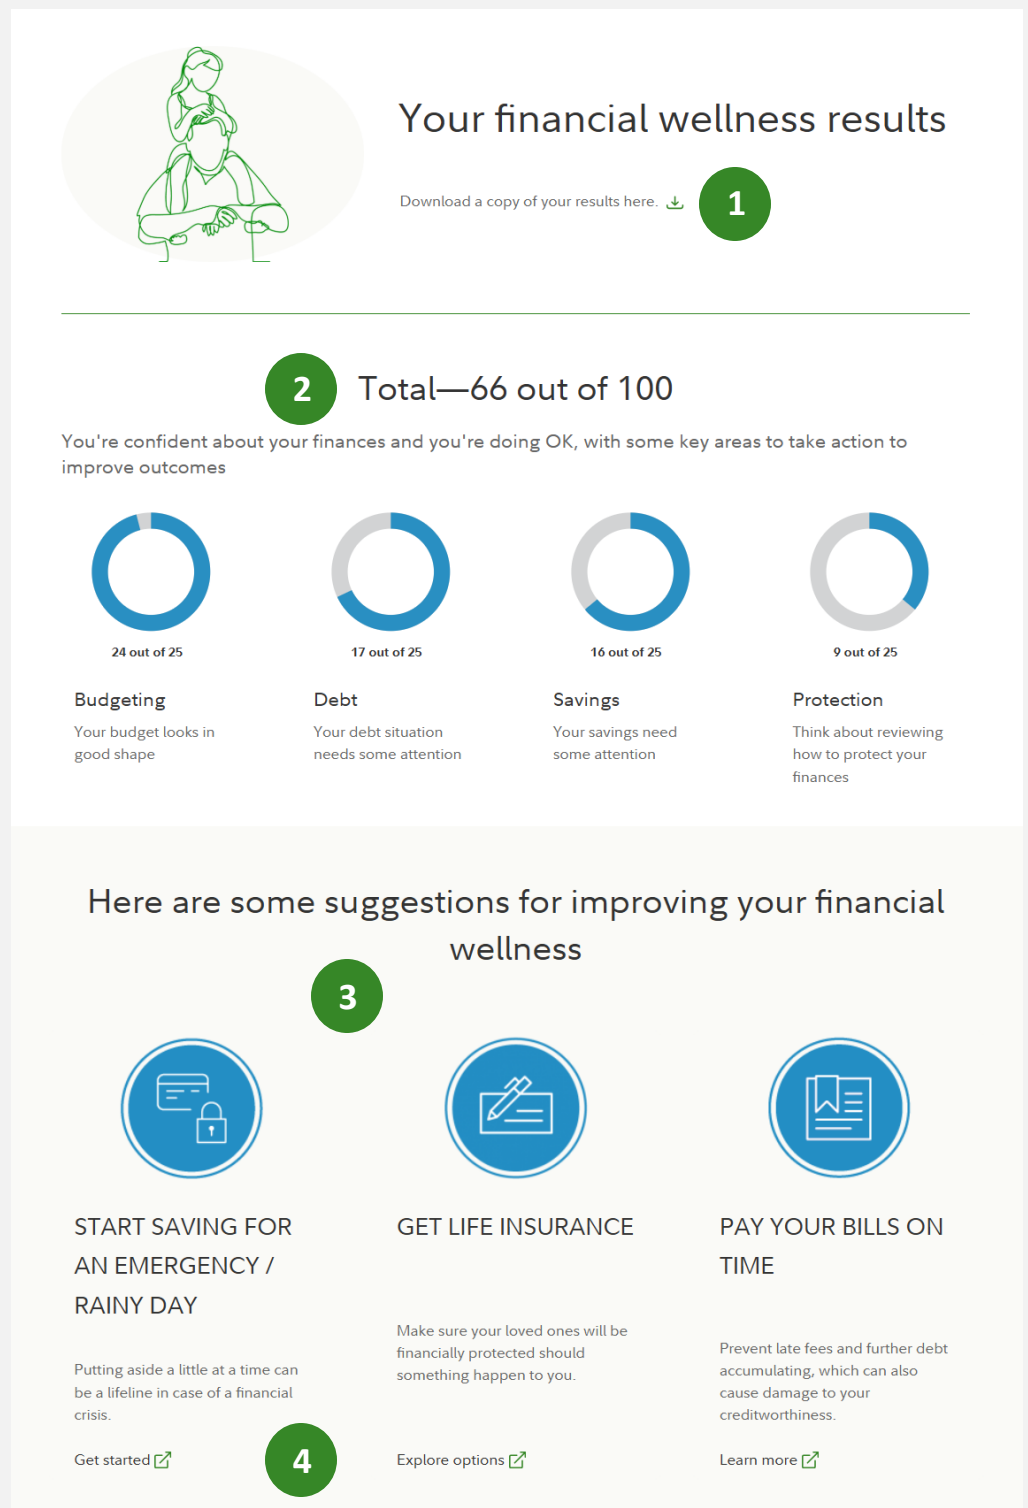 Your financial wellness results
Download a copy of your results here.
1
2
Total—66 out of 100
You're confident about your finances and you're doing OK, with some key areas to take action to
improve outcomes
24 out of 25
Budgeting
Your budget looks in
good shape
17 out of 25
Debt
Your debt situation
needs some attention
16 out of 25
Savings
Your savings need
some attention
9 out of 25
Protection
Think about reviewing
how to protect your
finances
Here are some suggestions for improving your financial
wellness
3
START SAVING FOR
AN EMERGENCY /
RAINY DAY
Putting aside a little at a time can
be a lifeline in case of a financial
crisis.
Get started
4
GET LIFE INSURANCE
Make sure your loved ones will be
financially protected should
something happen to you.
Explore options
PAY YOUR BILLS ON
TIME
Prevent late fees and further debt
accumulating, which can also
cause damage to your
creditworthiness.
Learn more